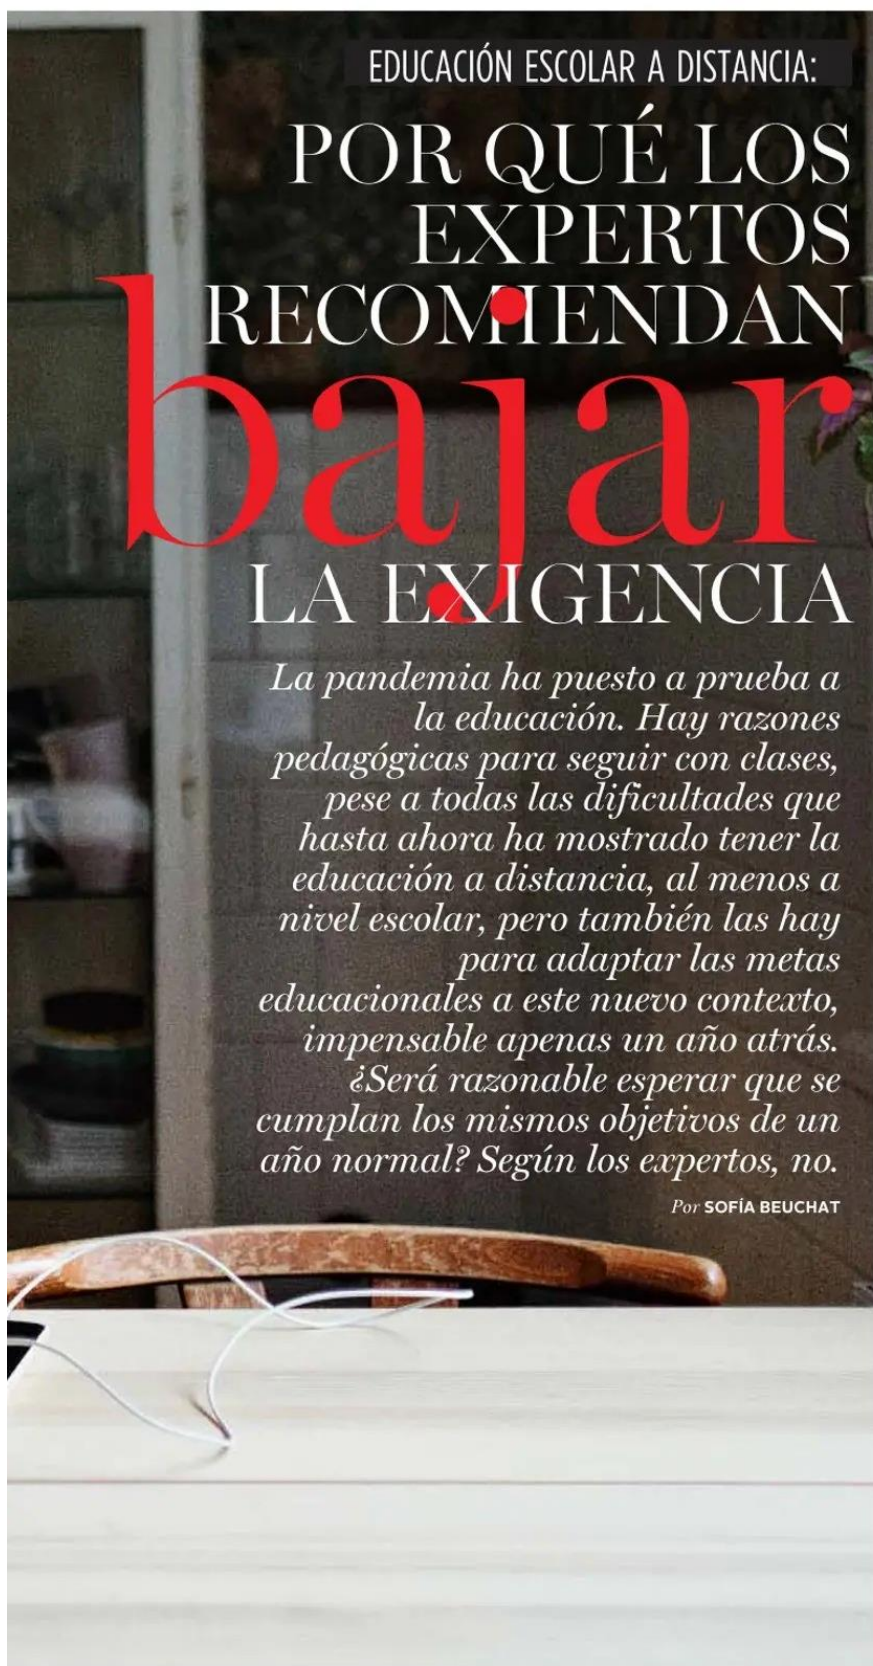 EDUCACIÓN ESCOLAR A DISTANCIA:
POR QUÉ LOS
EXPERTOS
RECOMIENDAN
bajar
LA EXIGENCIA
La pandemia ha puesto a prueba a
la educación. Hay razones
pedagógicas para seguir con clases,
pese a todas las dificultades que
hasta ahora ha mostrado tener la
educación a distancia, al menos a
nivel escolar, pero también las hay
para adaptar las metas
educacionales a este nuevo contexto,
impensable apenas un año atrás.
¿Será razonable esperar que se
cumplan los mismos objetivos de un
año normal? Según los expertos, no.
Por SOFÍA BEUCHAT